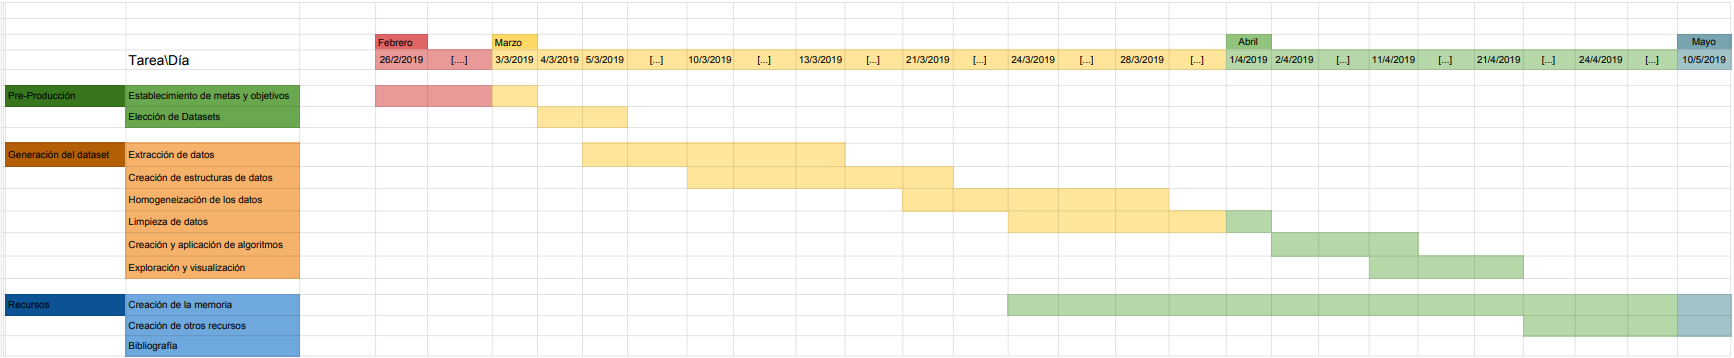 Febrero Marzo Abril Mayo
Tarea\Día 26/2/2019 [....] 3/3/2019 4/3/2019 5/3/2019 [...] 10/3/2019 [...] 13/3/2019 [...] 21/3/2019 [...] 24/3/2019 [...] 28/3/2019 [...] 1/4/2019 2/4/2019 [...] 11/4/2019 [...] 21/4/2019 [...] 24/4/2019 [...] 10/5/2019
Pre-Producción Establecimiento de metas y objetivos
Elección de Datasets
Generación del dataset Extracción de datos
Creación de estructuras de datos
Homogeneización de los datos
Limpieza de datos
Creación y aplicación de algoritmos
Exploración y visualización
Recursos Creación de la memoria
Creación de otros recursos
Bibliografía